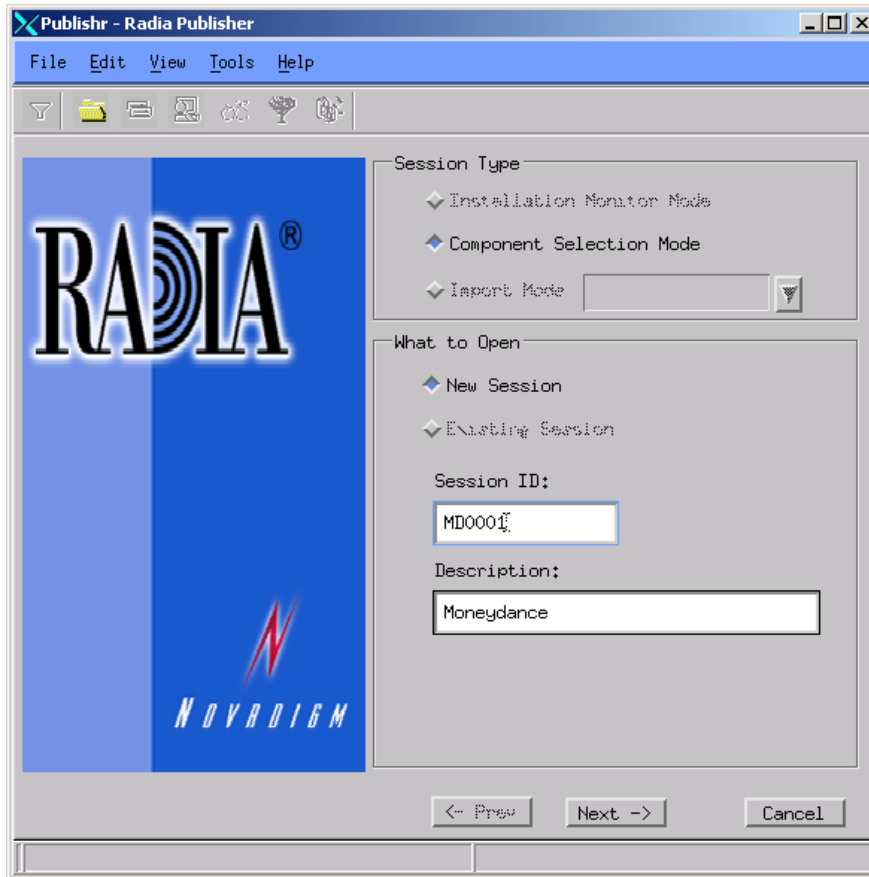 Publishr - Radia Publisher
File Edit View Tools Help
RADIA®
NOVADIGM
Session Type
Installation Monitor Mode
Component Selection Mode
Import Mode
What to Open
New Session
Existing Session
Session ID:
MD0001
Description:
Moneydance
<- Prev Next -> Cancel